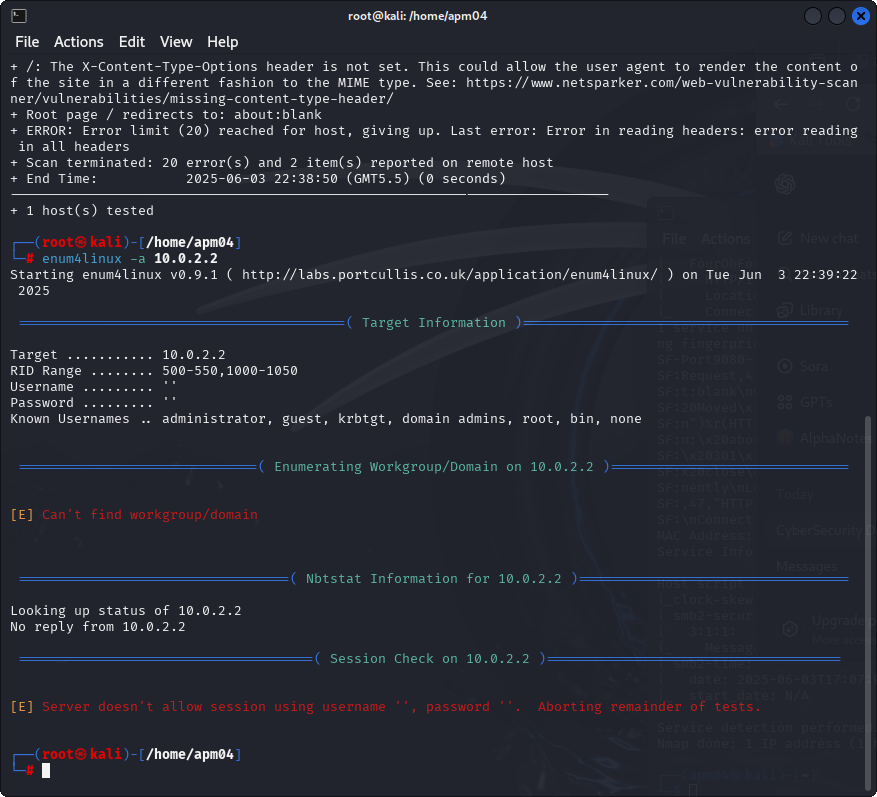 root@kali: /home/apm04
File Actions Edit View Help
+ /: The X-Content-Type-Options header is not set. This could allow the user agent to render the content o
f the site in a different fashion to the MIME type. See: https://www.netsparker.com/web-vulnerability-scan
ner/vulnerabilities/missing-content-type-header/
+ Root page / redirects to: about:blank
+ ERROR: Error limit (20) reached for host, giving up. Last error: Error in reading headers: error reading
 in all headers
+ Scan terminated: 20 error(s) and 2 item(s) reported on remote host
+ End Time:           2025-06-03 22:38:50 (GMT5.5) (0 seconds)
+ 1 host(s) tested
┌──(root㉿kali)-[/home/apm04]
└─# enum4linux -a 10.0.2.2
Starting enum4linux v0.9.1 ( http://labs.portcullis.co.uk/application/enum4linux/ ) on Tue Jun  3 22:39:22
 2025
( Target Information )
Target ........... 10.0.2.2
RID Range ........ 500-550,1000-1050
Username ......... ''
Password ......... ''
Known Usernames .. administrator, guest, krbtgt, domain admins, root, bin, none
( Enumerating Workgroup/Domain on 10.0.2.2 )
[E] Can't find workgroup/domain
( Nbtstat Information for 10.0.2.2 )
Looking up status of 10.0.2.2
No reply from 10.0.2.2
( Session Check on 10.0.2.2 )
[E] Server doesn't allow session using username '', password ''.  Aborting remainder of tests.
┌──(root㉿kali)-[/home/apm04]
└─#
File Actions
New chat
Library
Sora
GPTs
Today
Messages